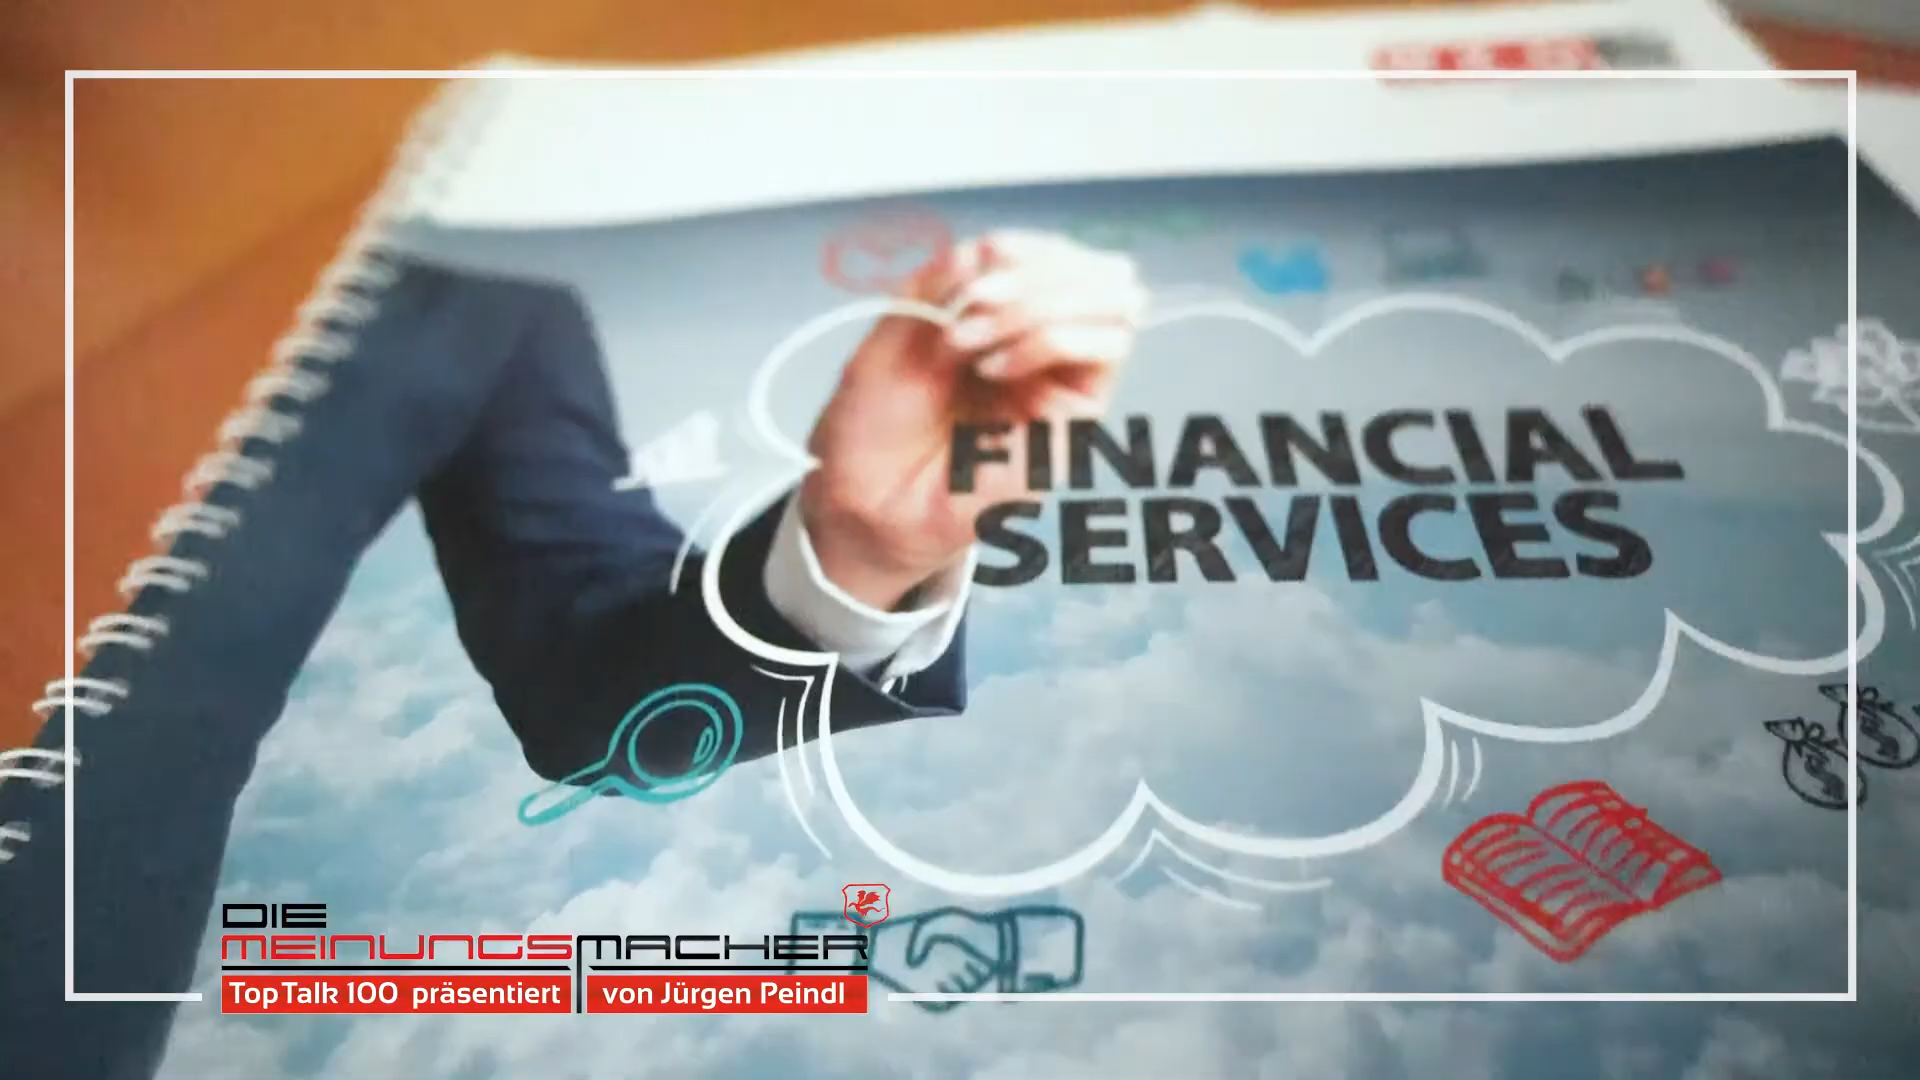 FINANCIAL
SERVICES
DIE
MEINUNGSMACHER
TopTalk 100 präsentiert
von Jürgen Peindl